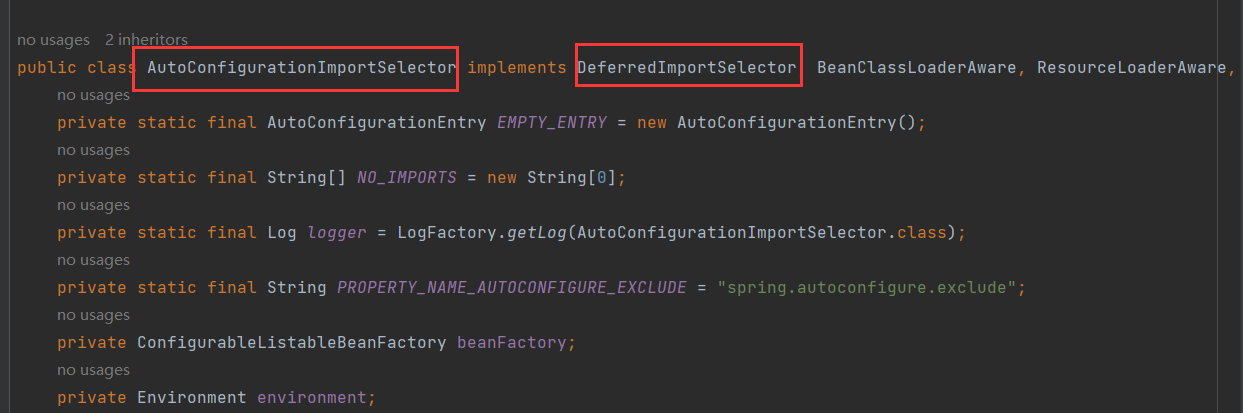 no usages 2 inheritors
public class AutoConfigurationImportSelector implements DeferredImportSelector BeanClassLoaderAware, ResourceLoaderAware,
no usages
private static final AutoConfigurationEntry EMPTY_ENTRY = new AutoConfigurationEntry();
no usages
private static final String[] NO_IMPORTS = new String[0];
no usages
private static final Log logger = LogFactory.getLog(AutoConfigurationImportSelector.class);
no usages
private static final String PROPERTY_NAME_AUTOCONFIGURE_EXCLUDE = "spring.autoconfigure.exclude";
no usages
private ConfigurableListableBeanFactory beanFactory;
no usages
private Environment environment;